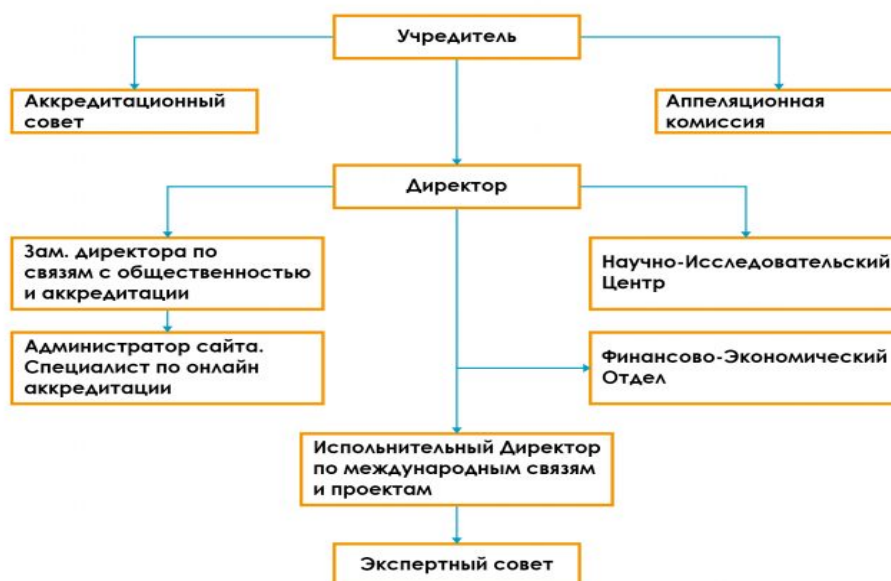 Учредитель
Аккредитационный
совет
Аппеляционная
комиссия
Директор
Зам. директора по
связям с общественностью
и аккредитации
Научно-Исследовательский
Центр
Администратор сайта.
Специалист по онлайн
аккредитации
Финансово-Экономический
Отдел
Испольнительный Директор
по международным связям
и проектам
Экспертный совет